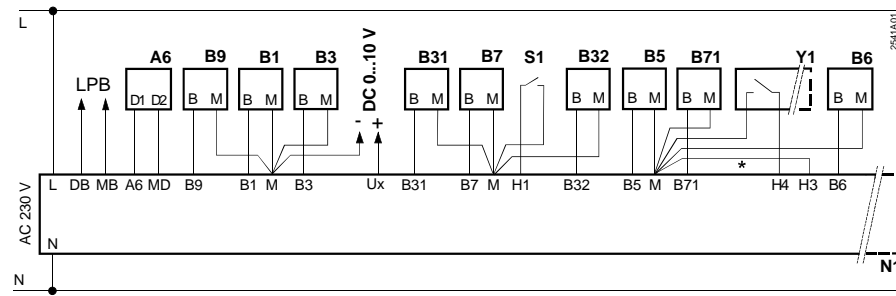 L
2541A01
A6 B9 B1 B3 DC 0...10 V B31 B7 S1 B32 B5 B71 Y1 B6
LPB
D1 D2 B M B M B M - + B M B M B M B M B M B M
*
AC 230 V
L DB MB A6 MD B9 B1 M B3 Ux B31 B7 M H1 B32 B5 M B71 H4 H3 B6
N
N1
N